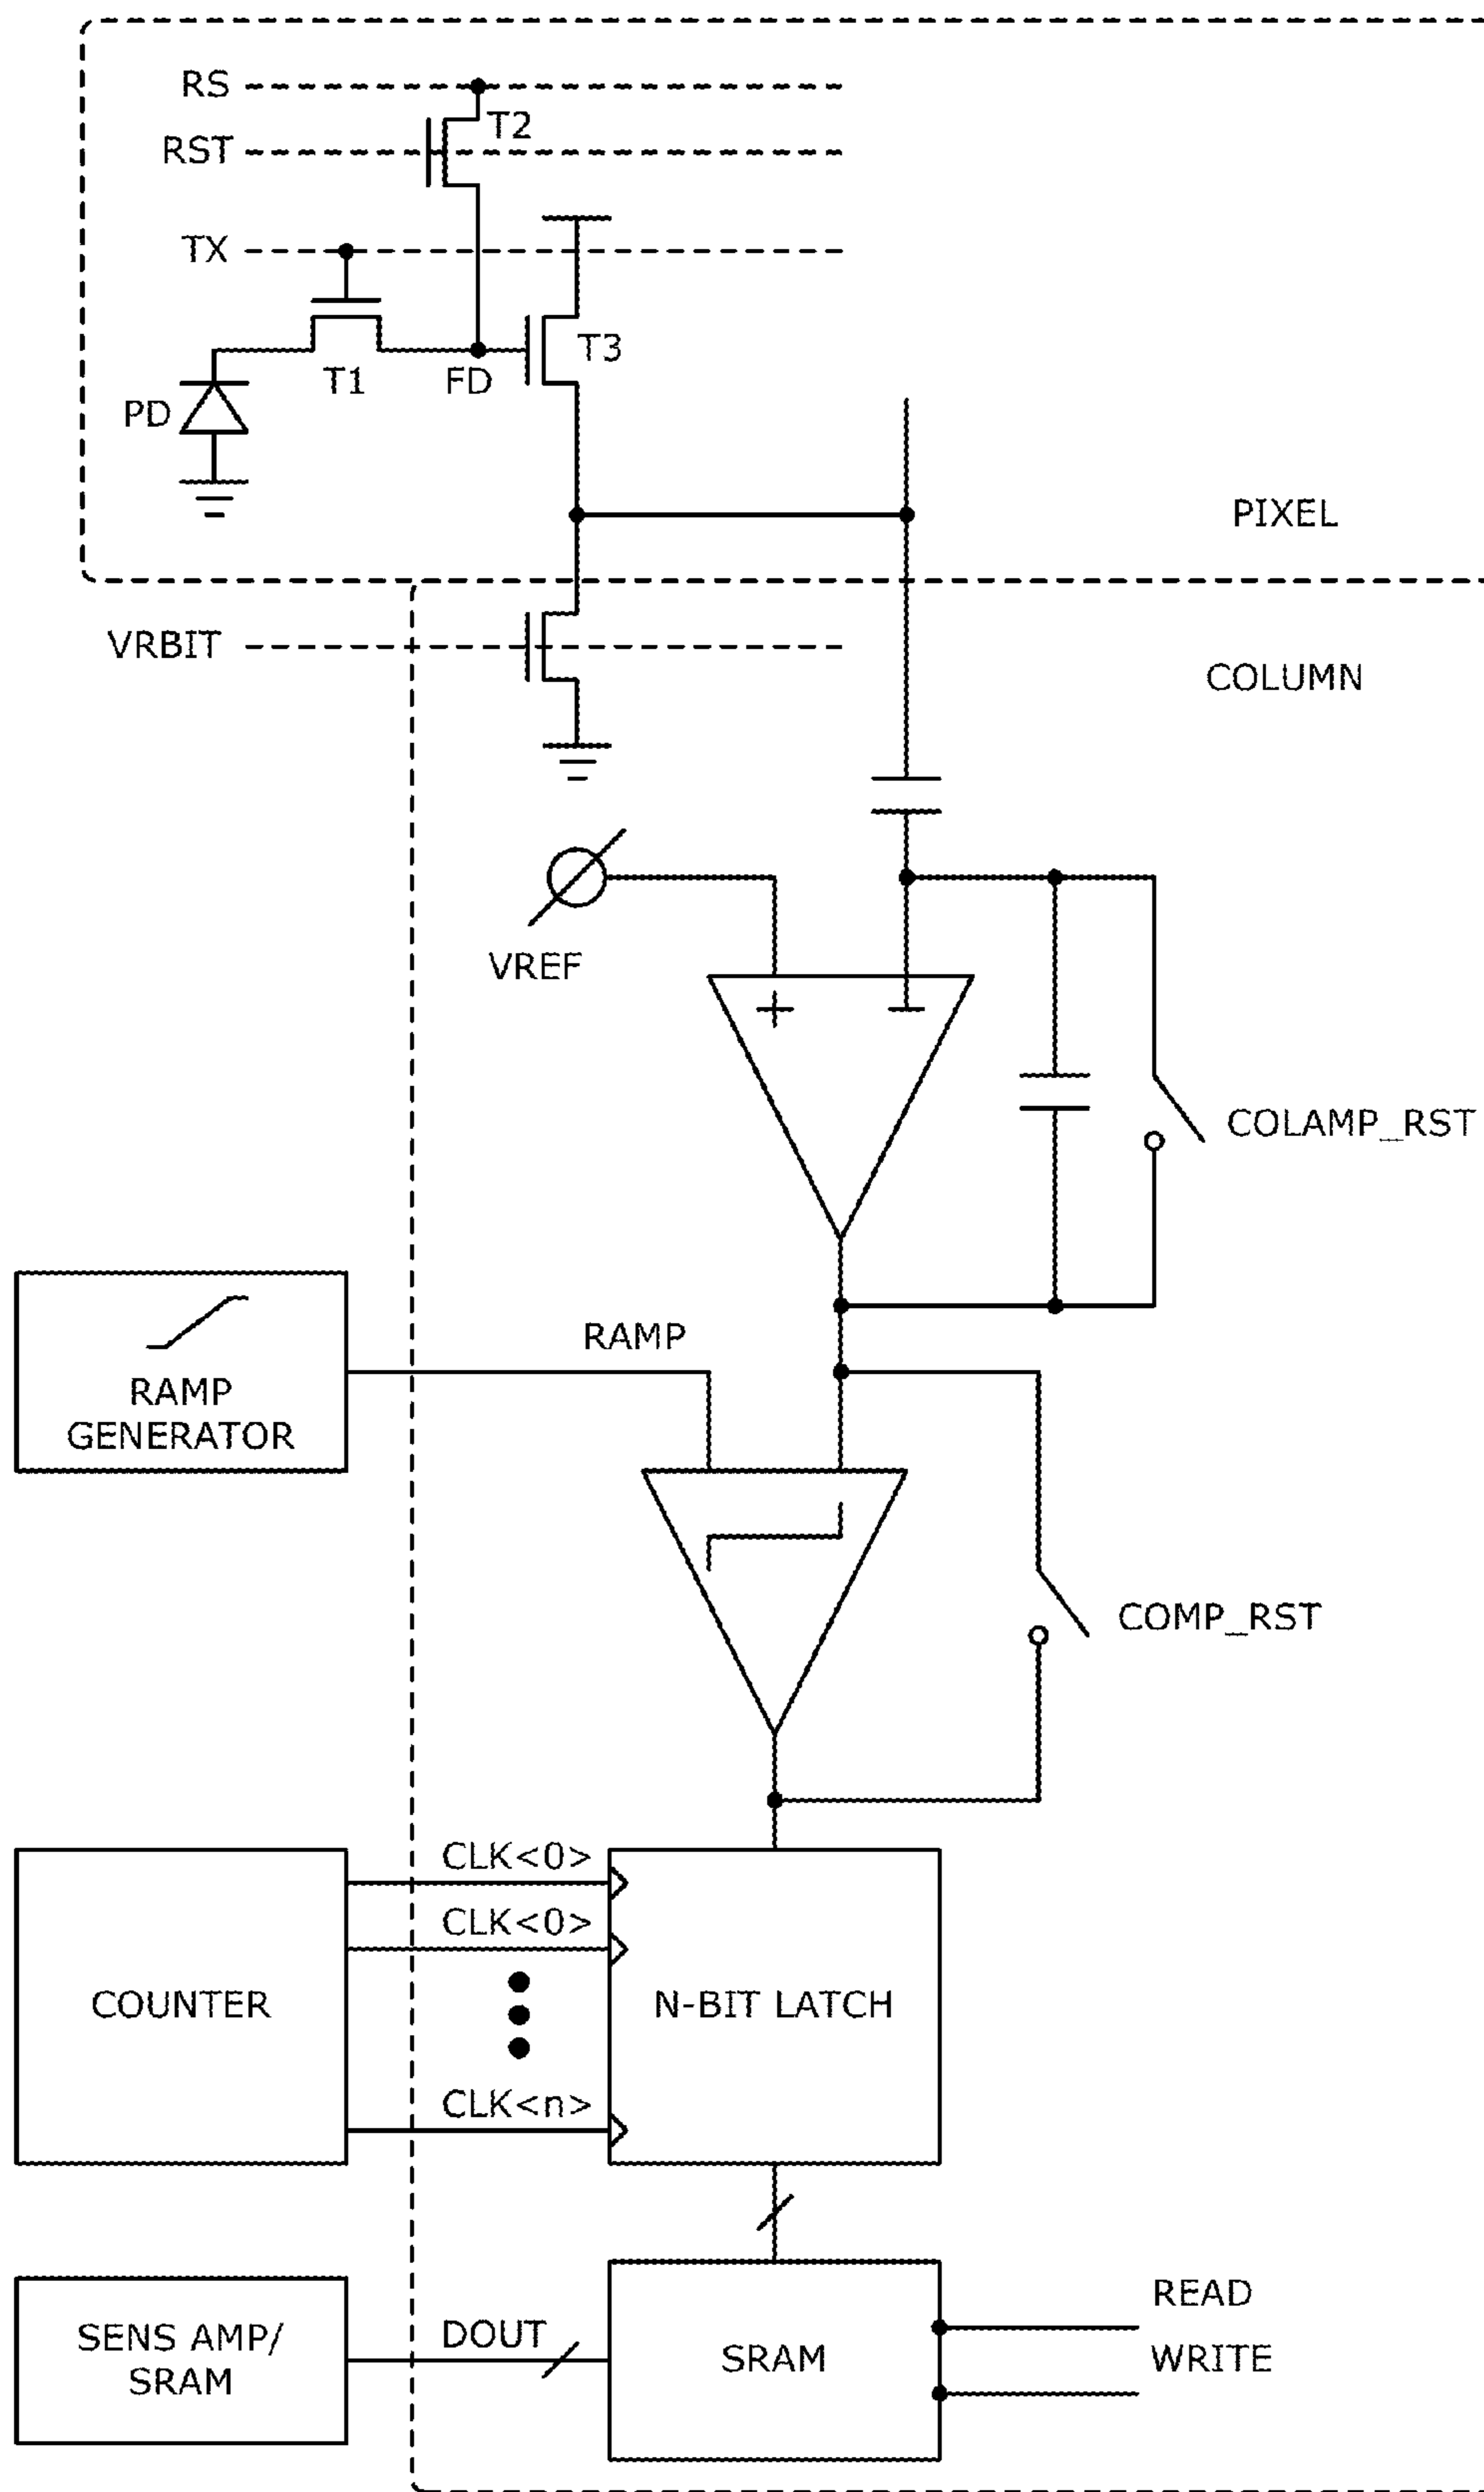 RS
T2
RST
TX
T3
T1
FD
PD
PIXEL
VRBIT
COLUMN
VREF
+
COLAMP_RST
RAMP
RAMP
GENERATOR
COMP_RST
CLK<0>
CLK<0>
COUNTER
N-BIT LATCH
CLK<n>
READ
SENS AMP/
SRAM
DOUT
SRAM
WRITE